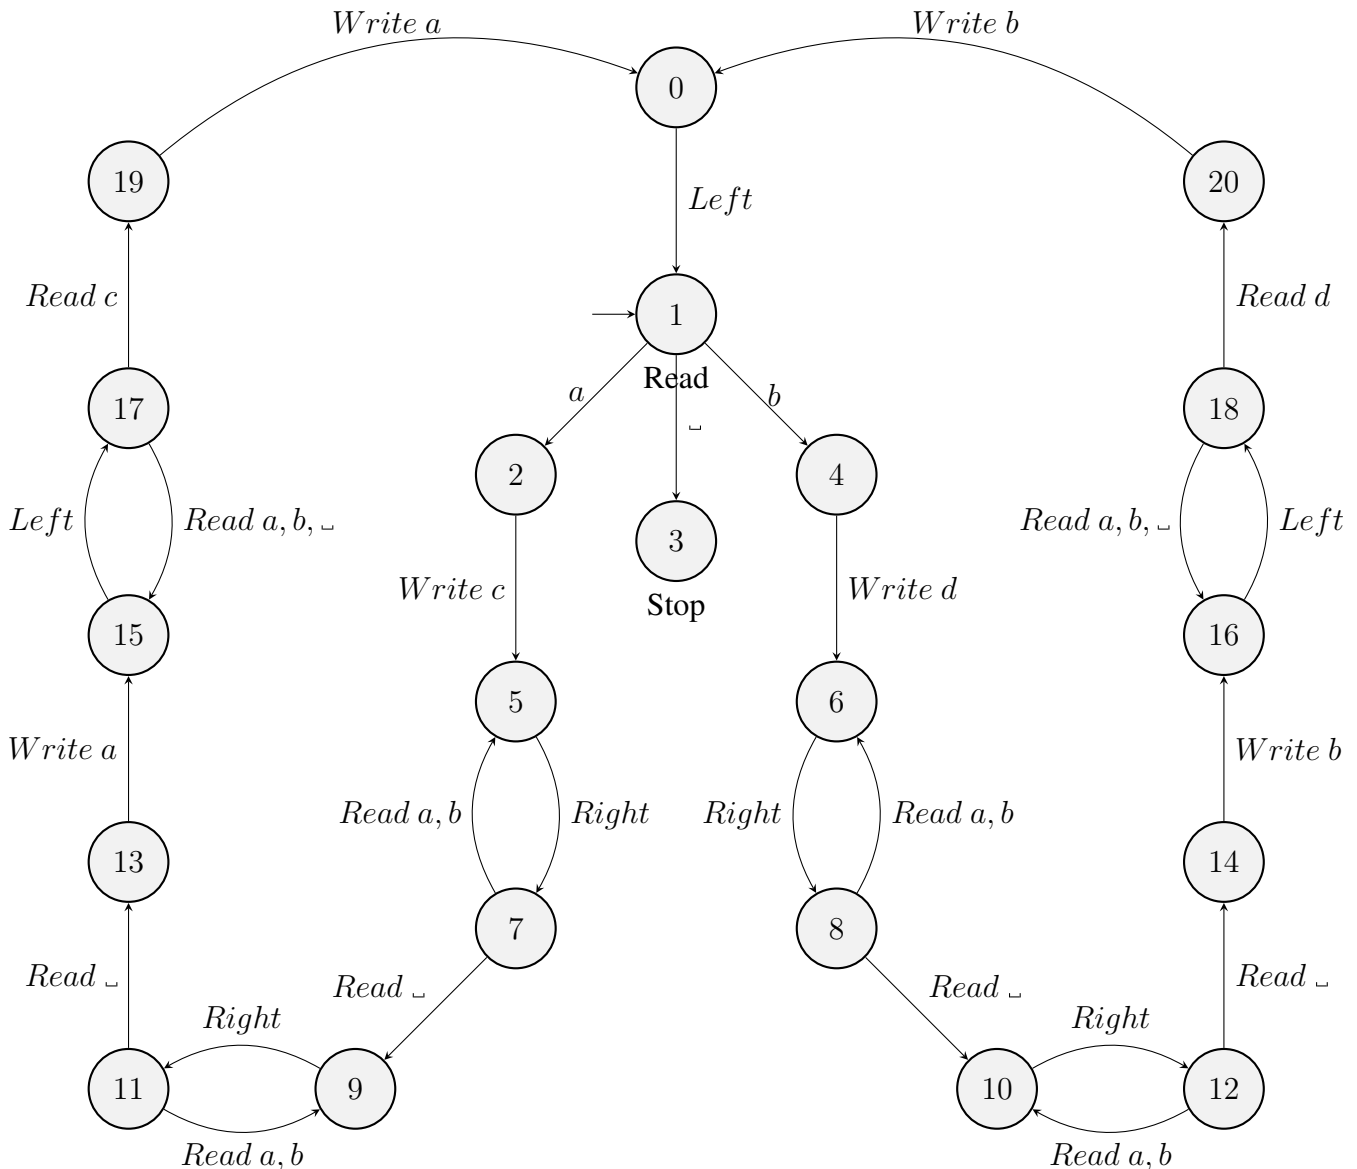 Write a
Write b
0
19
20
Left
Read c
Read d
1
Read
a
b
17
18
␣
2
4
3
Left
Read a, b, ␣
Read a, b, ␣
Left
Write c
Write d
Stop
15
16
5
6
Write a
Write b
Read a, b
Right
Right
Read a, b
13
14
7
8
Read ␣
Read ␣
Read ␣
Read ␣
Right
Right
11
9
10
12
Read a, b
Read a, b